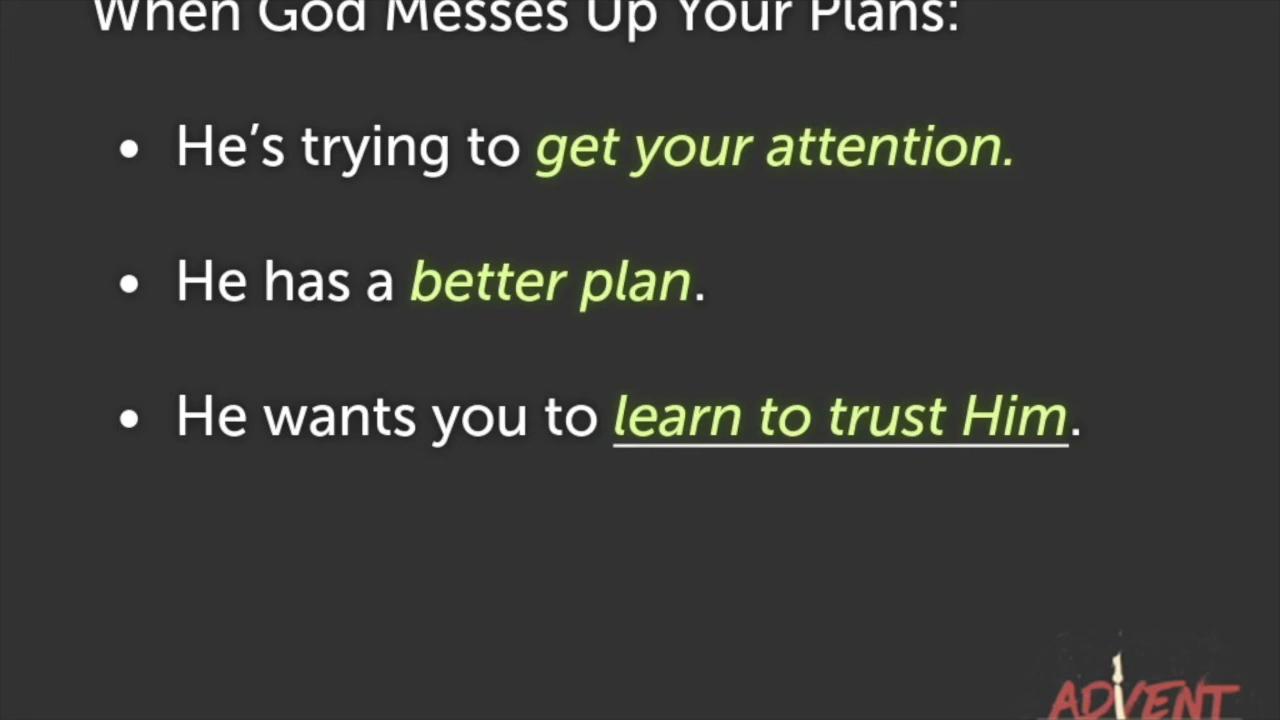 When God Messes Up Your Plans:
• He’s trying to get your attention.
• He has a better plan.
• He wants you to learn to trust Him.
ADVENT